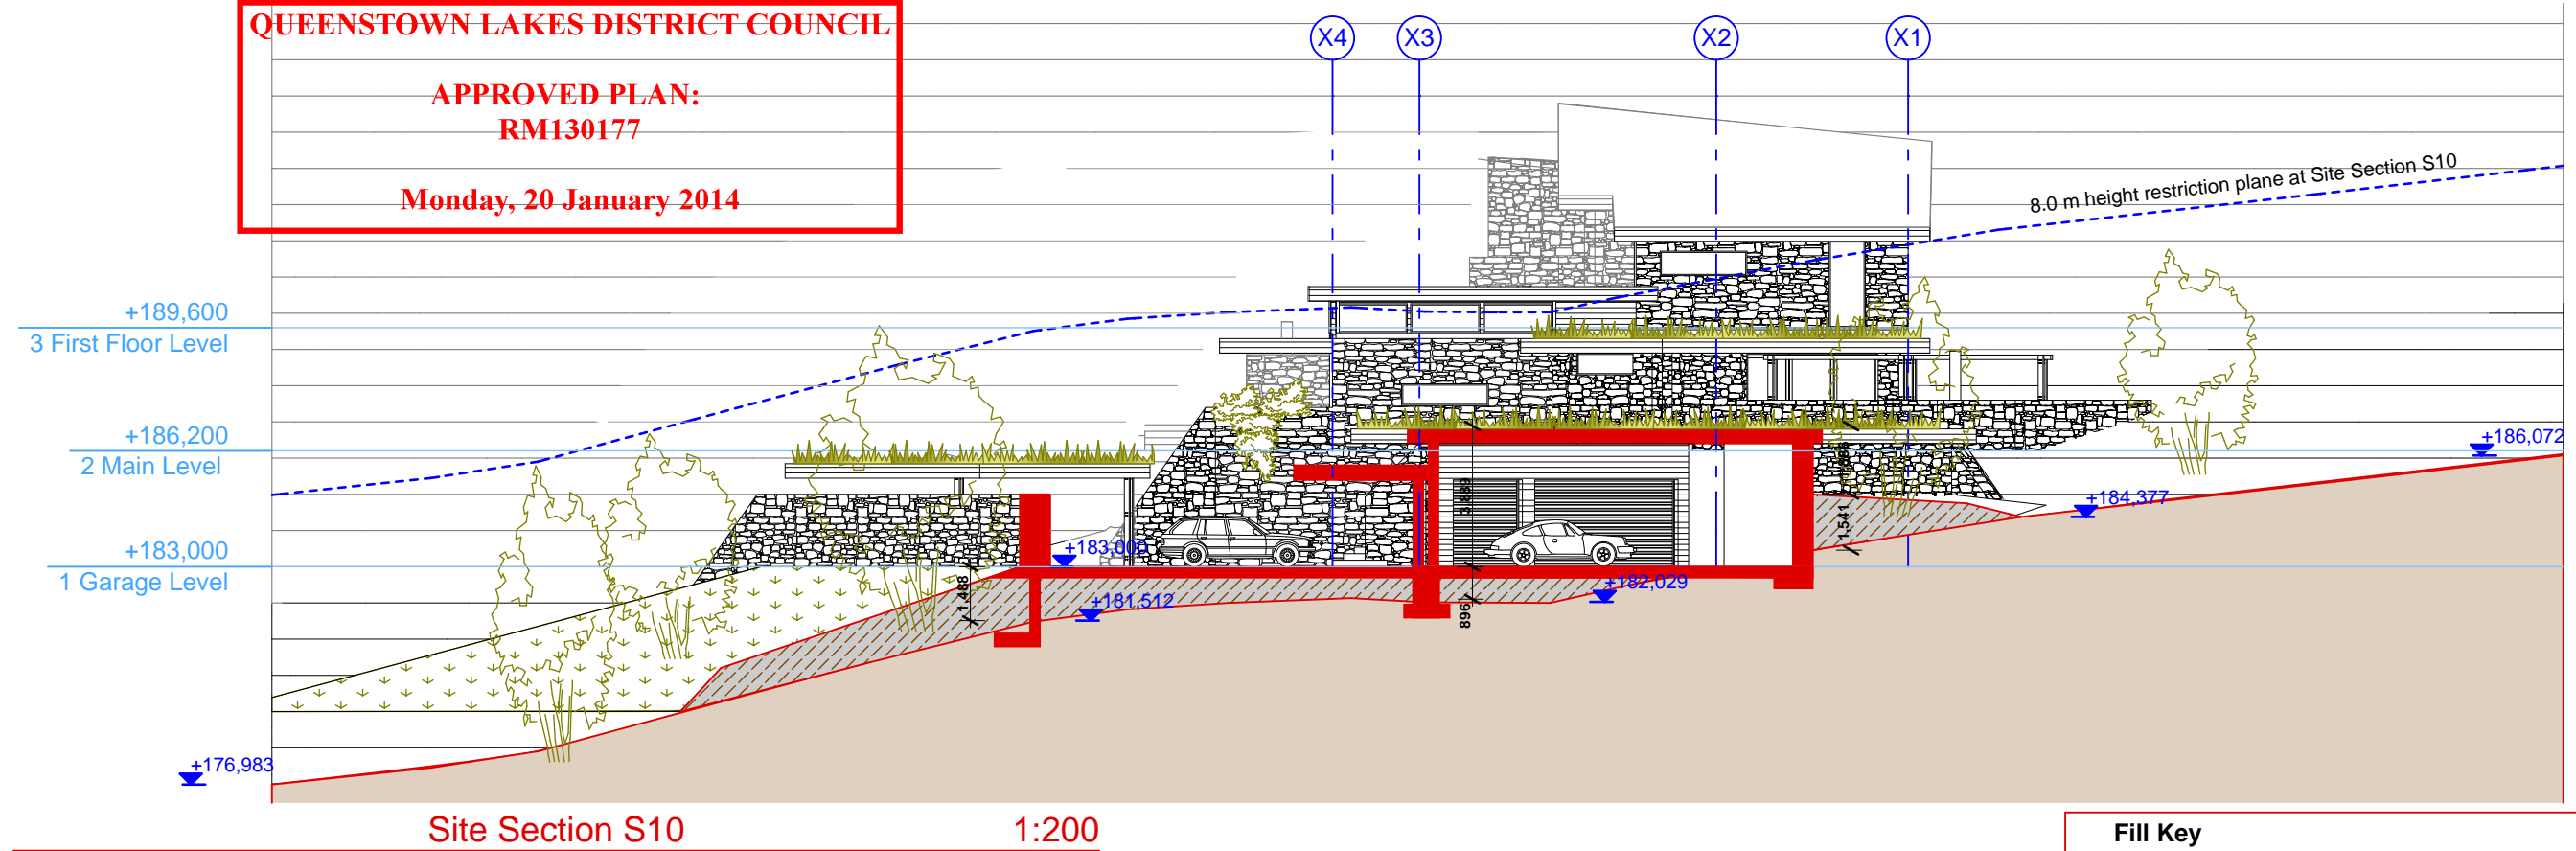 QUEENSTOWN LAKES DISTRICT COUNCIL
APPROVED PLAN:
RM130177
Monday, 20 January 2014
X4
X3
X2
X1
8.0 m height restriction plane at Site Section S10
+189,600
3 First Floor Level
+186,200
2 Main Level
+183,000
1 Garage Level
+186,072
+184,377
+183,000
+182,029
+181,512
+176,983
3,889
1,541
1,488
896
Site Section S10 1:200
Fill Key